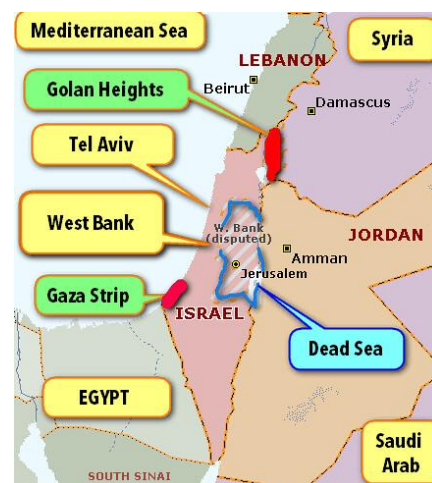 Mediterranean Sea
LEBANON
Syria
Beirut
Golan Heights
Damascus
Tel Aviv
West Bank
W. Bank
(disputed)
JORDAN
Amman
Jerusalem
Gaza Strip
ISRAEL
Dead Sea
EGYPT
Saudi
Arab
SOUTH SINAI